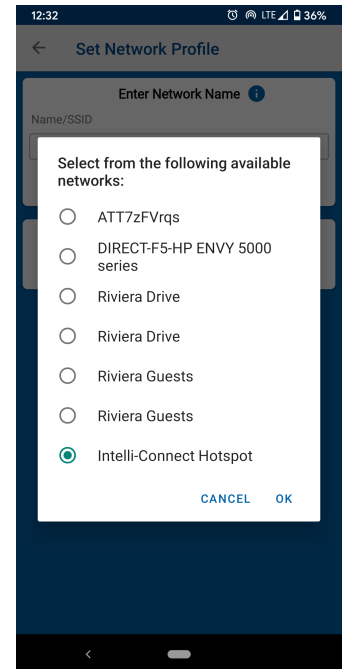 12:32
LTE 36%
Set Network Profile
Enter Network Name i
Name/SSID
Select from the following available
networks:
ATT7zFVrqs
DIRECT-F5-HP ENVY 5000
series
Riviera Drive
Riviera Drive
Riviera Guests
Riviera Guests
Intelli-Connect Hotspot
CANCEL OK